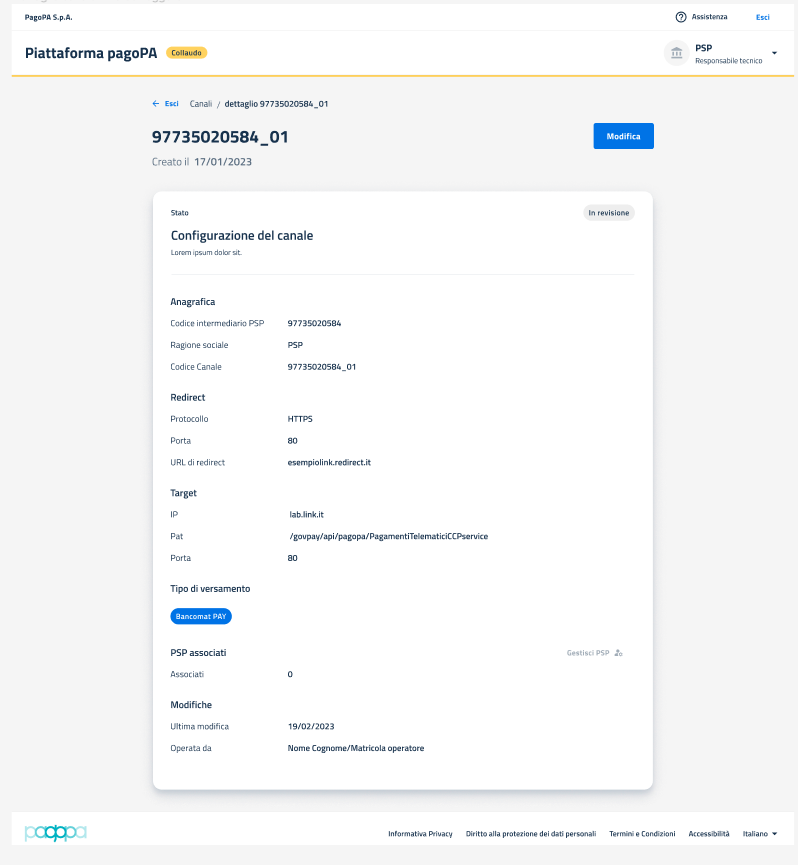 PagoPA S.p.A.
Assistenza
Esci
Piattaforma pagoPA
Collaudo
PSP
Responsabile tecnico
← Esci Canali / dettaglio 97735020584_01
97735020584_01
Modifica
Creato il 17/01/2023
Stato
In revisione
Configurazione del canale
Lorem ipsum dolor sit.
Anagrafica
Codice intermediario PSP 97735020584
Ragione sociale PSP
Codice Canale 97735020584_01
Redirect
Protocollo HTTPS
Porta 80
URL di redirect esempiolink.redirect.it
Target
IP lab.link.it
Pat /govpay/api/pagopa/PagamentiTelematiciCCPservice
Porta 80
Tipo di versamento
Bancomat PAY
PSP associati Gestisci PSP
Associati 0
Modifiche
Ultima modifica 19/02/2023
Operata da Nome Cognome/Matricola operatore
pagopa
Informativa Privacy Diritto alla protezione dei dati personali Termini e Condizioni Accessibilità Italiano